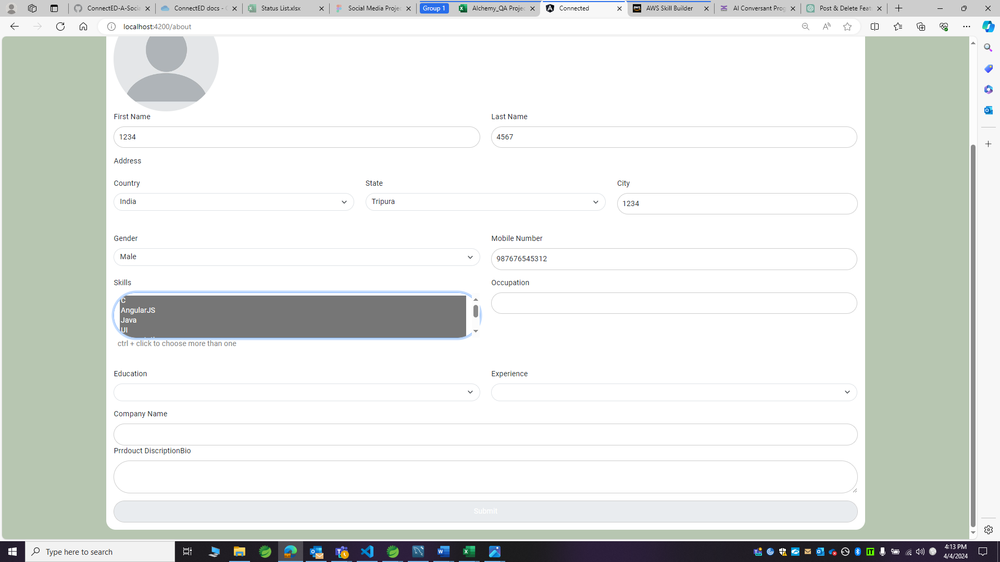 ConnectED-A-Socia
ConnectED docs -
Status List.xlsx
Social Media Projec
Group 1
Alchemy_QA Projec
Connected
AWS Skill Builder
AI Conversant Prog
Post & Delete Feat
localhost:4200/about
First Name
Last Name
1234
4567
Address
Country
State
City
India
Tripura
1234
Gender
Mobile Number
Male
987676545312
Skills
Occupation
C
AngularJS
Java
UI
ctrl + click to choose more than one
Education
Experience
Company Name
Prrdouct DiscriptionBio
Submit
Type here to search
4:13 PM
4/4/2024